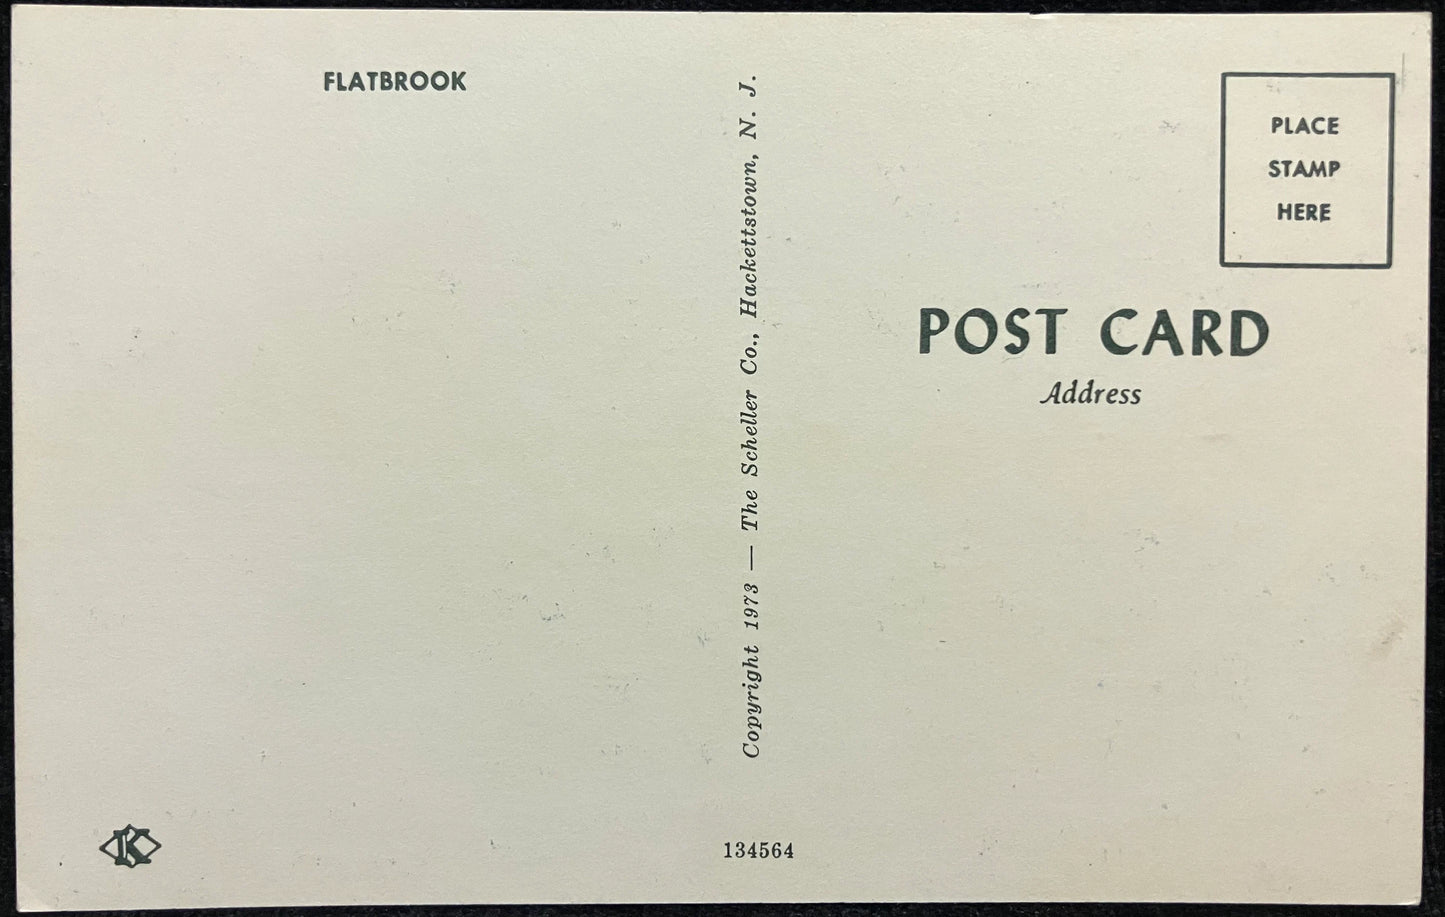 FLATBROOK
Copyright 1973 — The Scheller Co., Hackettstown, N. J.
PLACE
STAMP
HERE
POST CARD
Address
K
134564